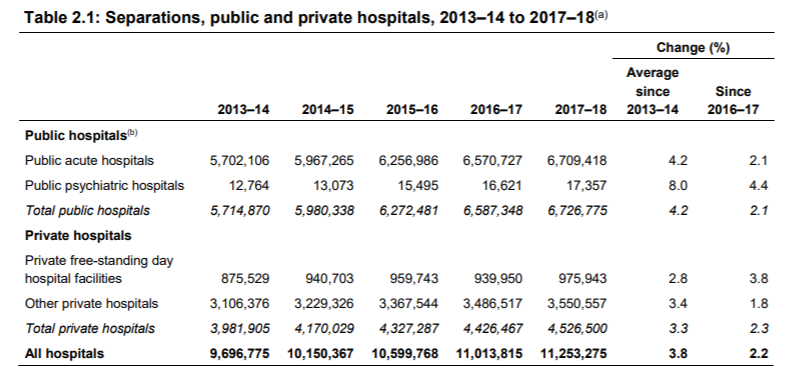 Table 2.1: Separations, public and private hospitals, 2013–14 to 2017–18(a)
Change (%)
Average
since Since
2013–14 2014–15 2015–16 2016–17 2017–18 2013–14 2016–17
Public hospitals(b)
Public acute hospitals 5,702,106 5,967,265 6,256,986 6,570,727 6,709,418 4.2 2.1
Public psychiatric hospitals 12,764 13,073 15,495 16,621 17,357 8.0 4.4
Total public hospitals 5,714,870 5,980,338 6,272,481 6,587,348 6,726,775 4.2 2.1
Private hospitals
Private free-standing day
hospital facilities 875,529 940,703 959,743 939,950 975,943 2.8 3.8
Other private hospitals 3,106,376 3,229,326 3,367,544 3,486,517 3,550,557 3.4 1.8
Total private hospitals 3,981,905 4,170,029 4,327,287 4,426,467 4,526,500 3.3 2.3
All hospitals 9,696,775 10,150,367 10,599,768 11,013,815 11,253,275 3.8 2.2